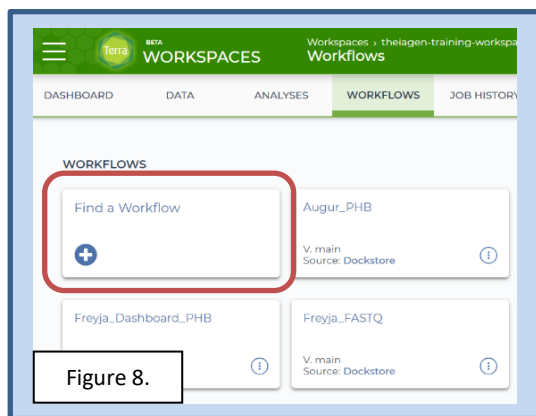 Terra
BETA
WORKSPACES
Workspaces › theiagen-training-workspa
Workflows
DASHBOARD DATA ANALYSES WORKFLOWS JOB HISTORY
WORKFLOWS
Find a Workflow
Augur_PHB
V. main
Source: Dockstore
Freyja_Dashboard_PHB
Freyja_FASTQ
V. main
Source: Dockstore
Figure 8.